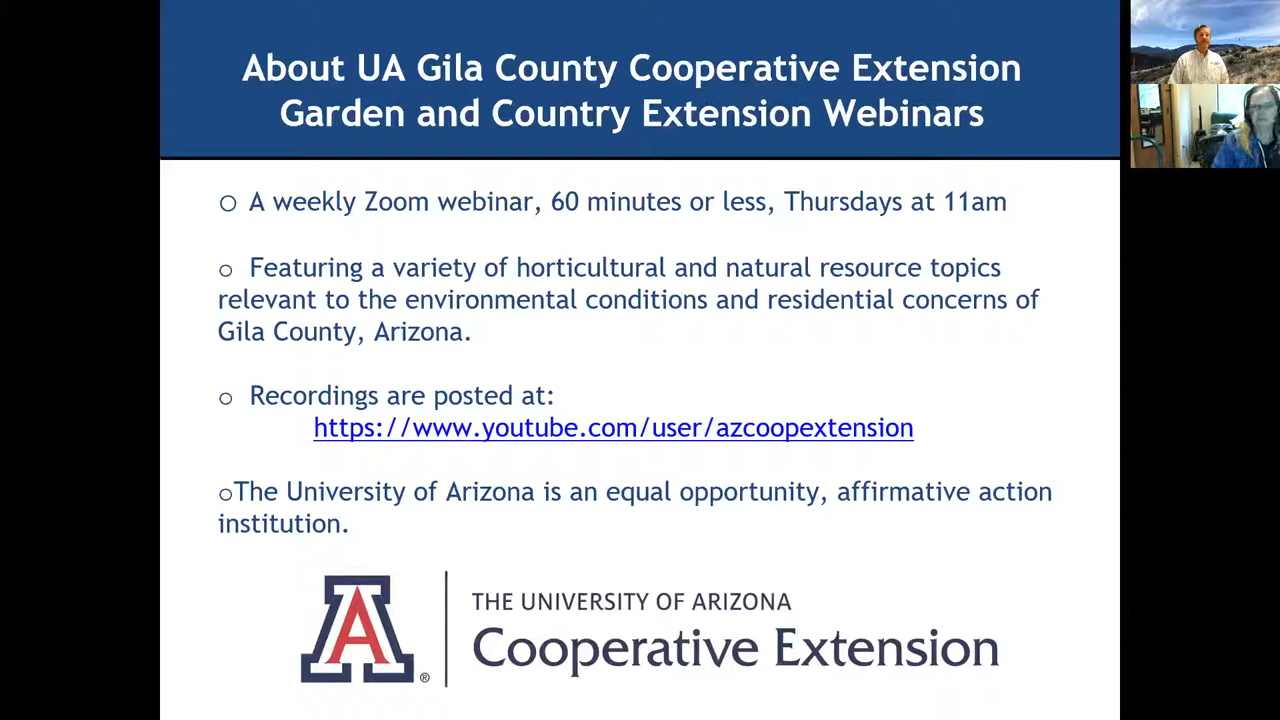 About UA Gila County Cooperative Extension
Garden and Country Extension Webinars
o A weekly Zoom webinar, 60 minutes or less, Thursdays at 11am
o Featuring a variety of horticultural and natural resource topics
relevant to the environmental conditions and residential concerns of
Gila County, Arizona.
o Recordings are posted at:
https://www.youtube.com/user/azcoopextension
oThe University of Arizona is an equal opportunity, affirmative action
institution.
A ®
THE UNIVERSITY OF ARIZONA
Cooperative Extension